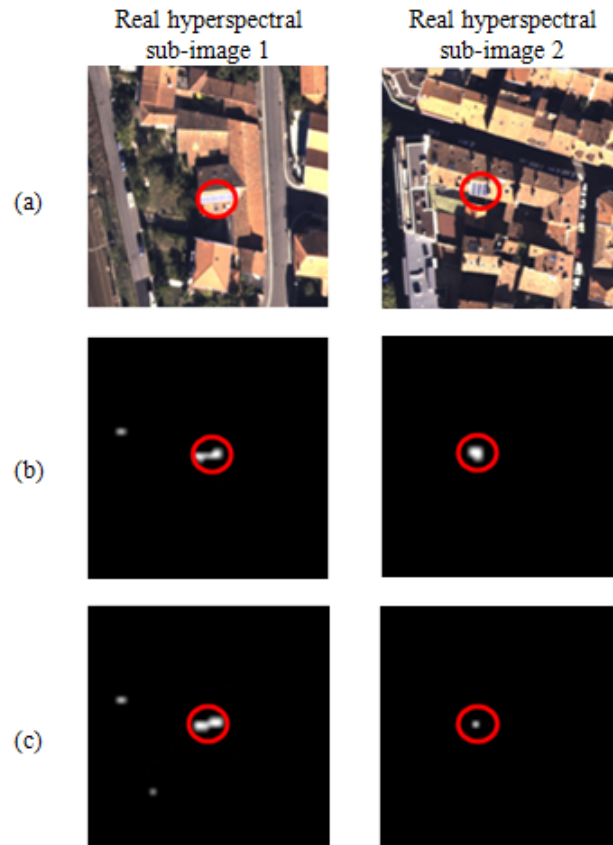 Real hyperspectral
sub-image 1
Real hyperspectral
sub-image 2
(a)
(b)
(c)